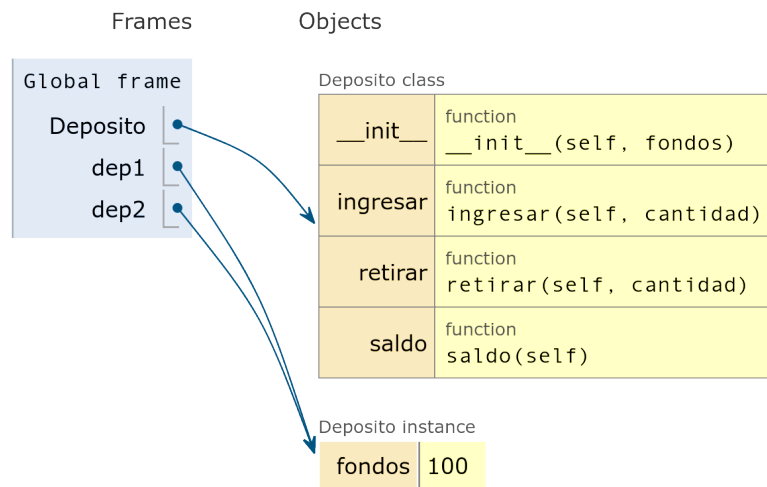 Frames
Objects
Global frame
Deposito
dep1
dep2
Deposito class
__init__
function
__init__(self, fondos)
ingresar
function
ingresar(self, cantidad)
retirar
function
retirar(self, cantidad)
saldo
function
saldo(self)
Deposito instance
fondos 100